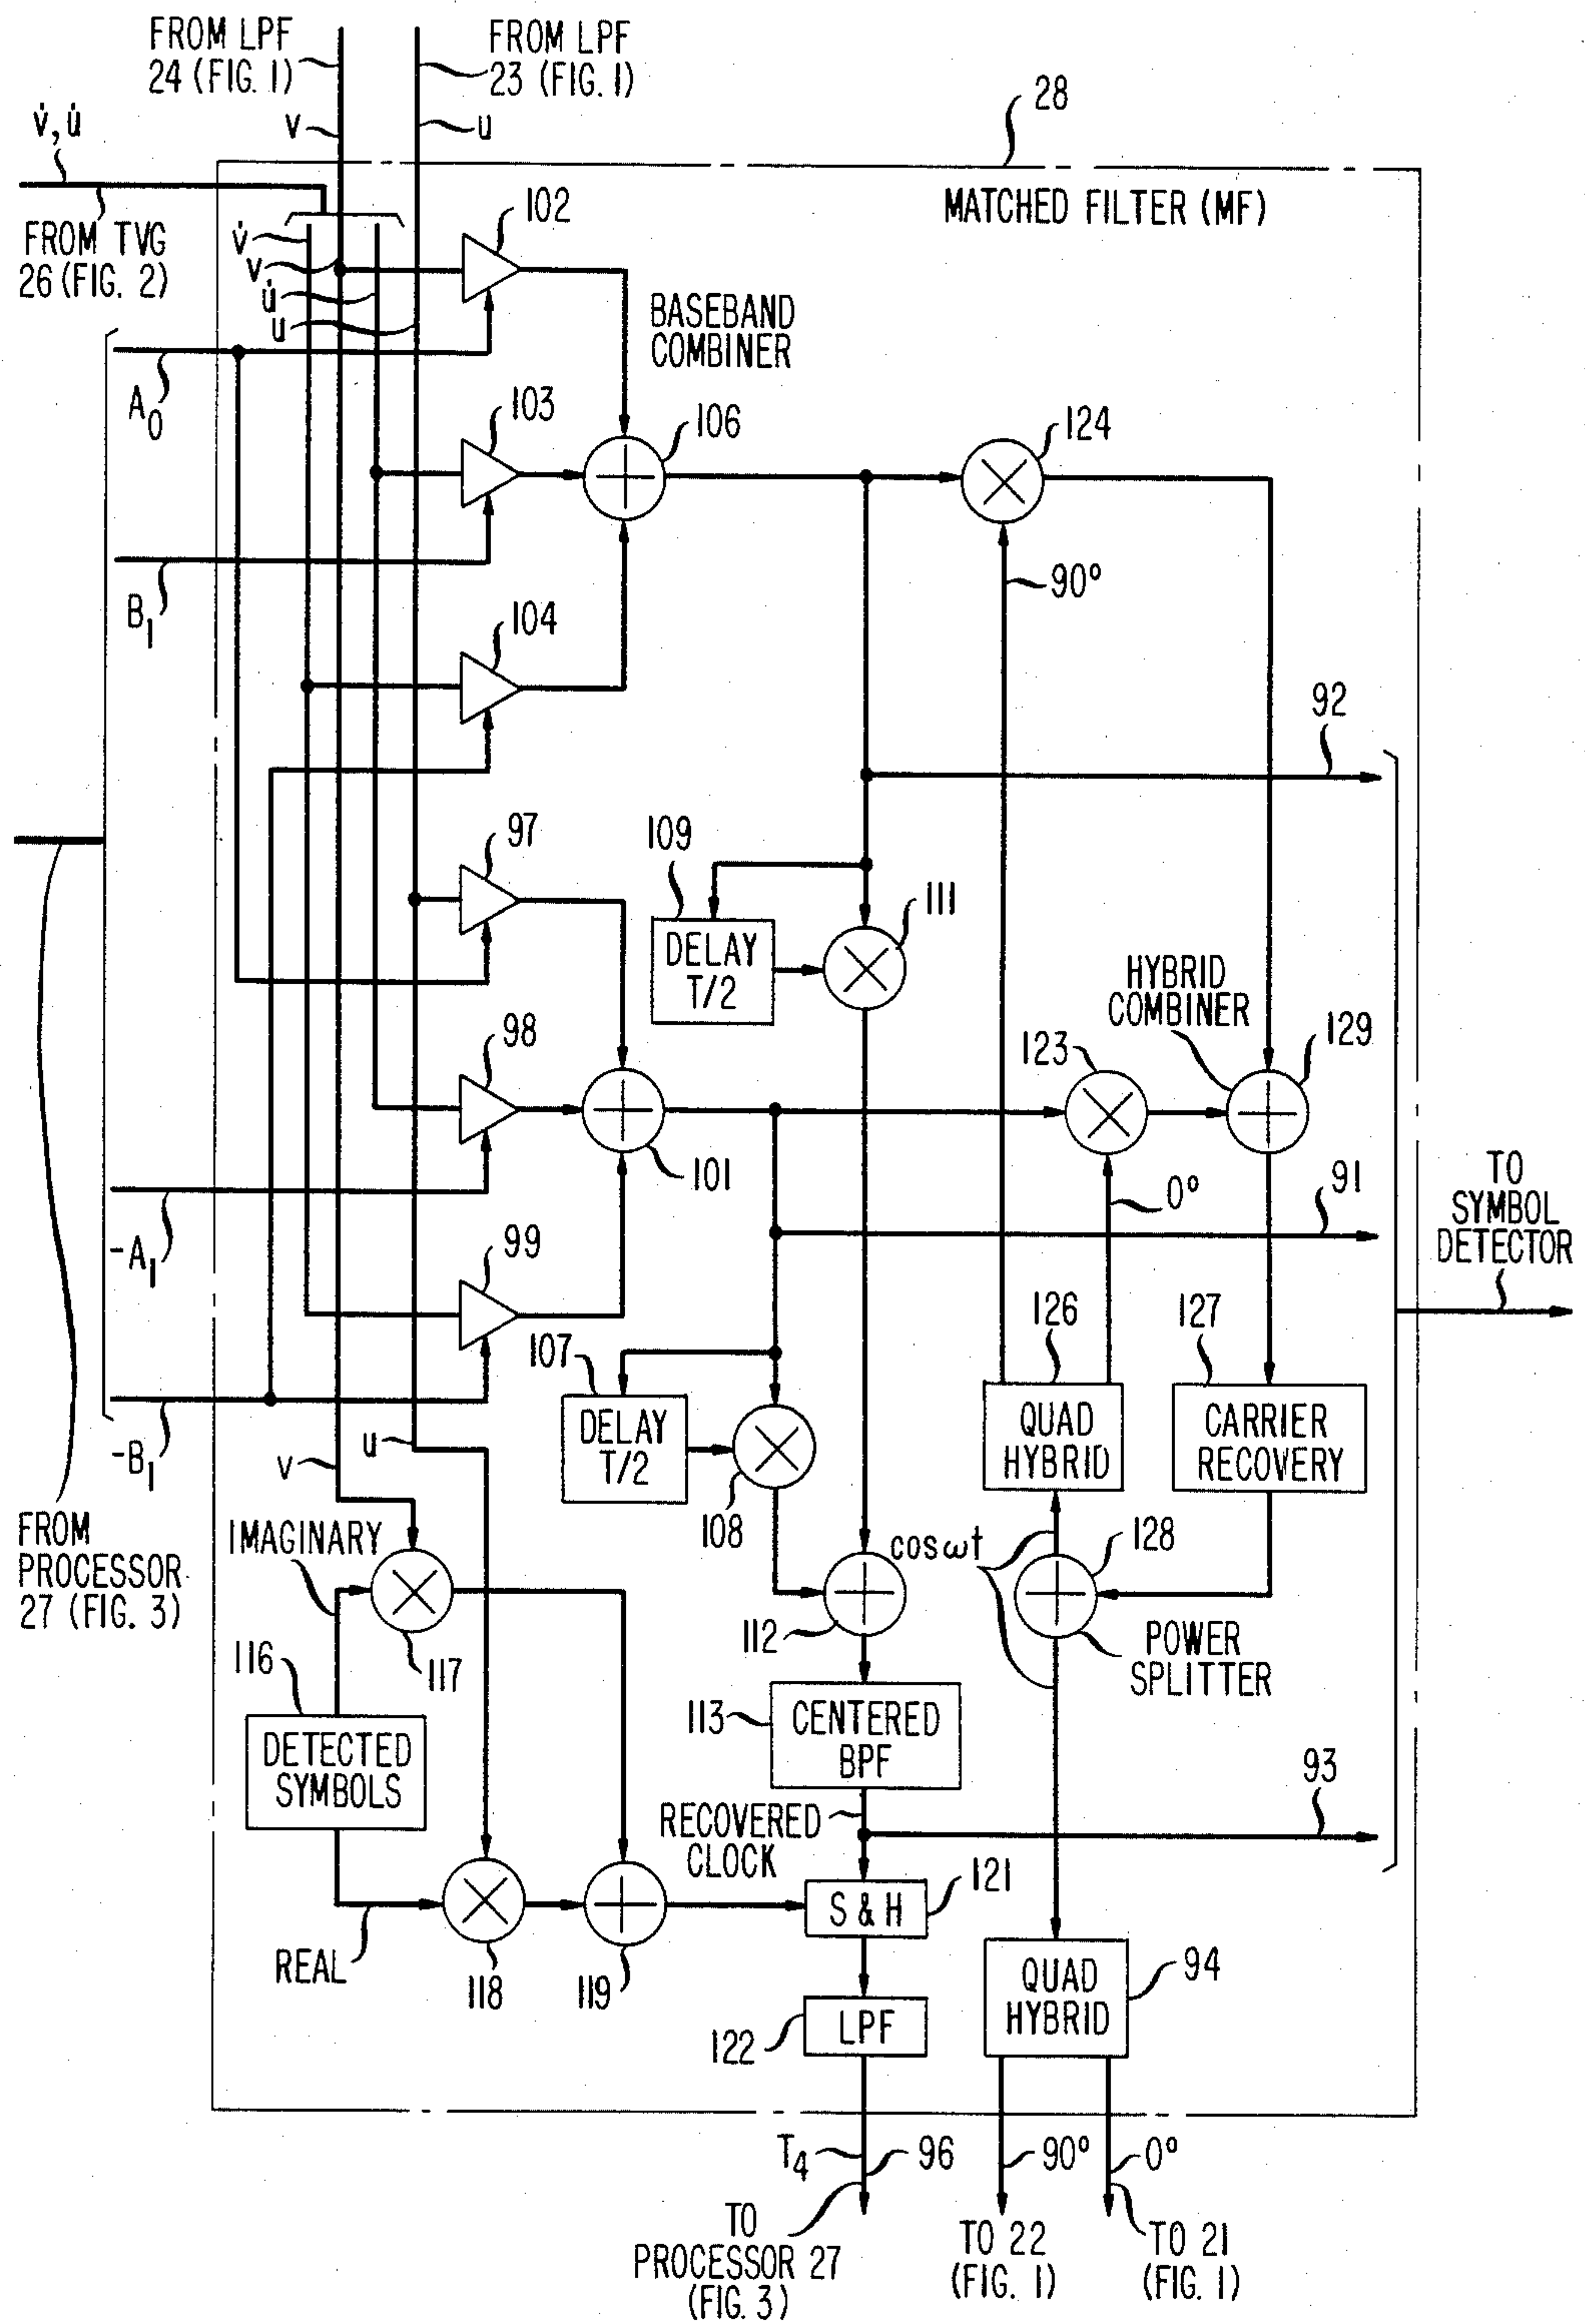 FROM LPF
24 (FIG. 1)
FROM LPF
23 (FIG. 1)
v̇, u̇
v
u
28
MATCHED FILTER (MF)
FROM TVG
26 (FIG. 2)
v̇
v
u̇
u
102
BASEBAND
COMBINER
A0
103
106
124
B1
90°
104
92
97
109
111
DELAY
T/2
HYBRID
COMBINER
98
123
129
101
TO
SYMBOL
DETECTOR
91
0°
-A1
99
126
127
107
DELAY
T/2
QUAD
HYBRID
CARRIER
RECOVERY
-B1
v
u
108
FROM
PROCESSOR
27 (FIG. 3)
IMAGINARY
cos ωt
128
112
POWER
SPLITTER
116
117
113
CENTERED
BPF
DETECTED
SYMBOLS
RECOVERED
CLOCK
93
121
S & H
REAL
118
119
QUAD
HYBRID
94
122
LPF
T4
96
90°
0°
TO
PROCESSOR 27
(FIG. 3)
TO 22
(FIG. 1)
TO 21
(FIG. 1)